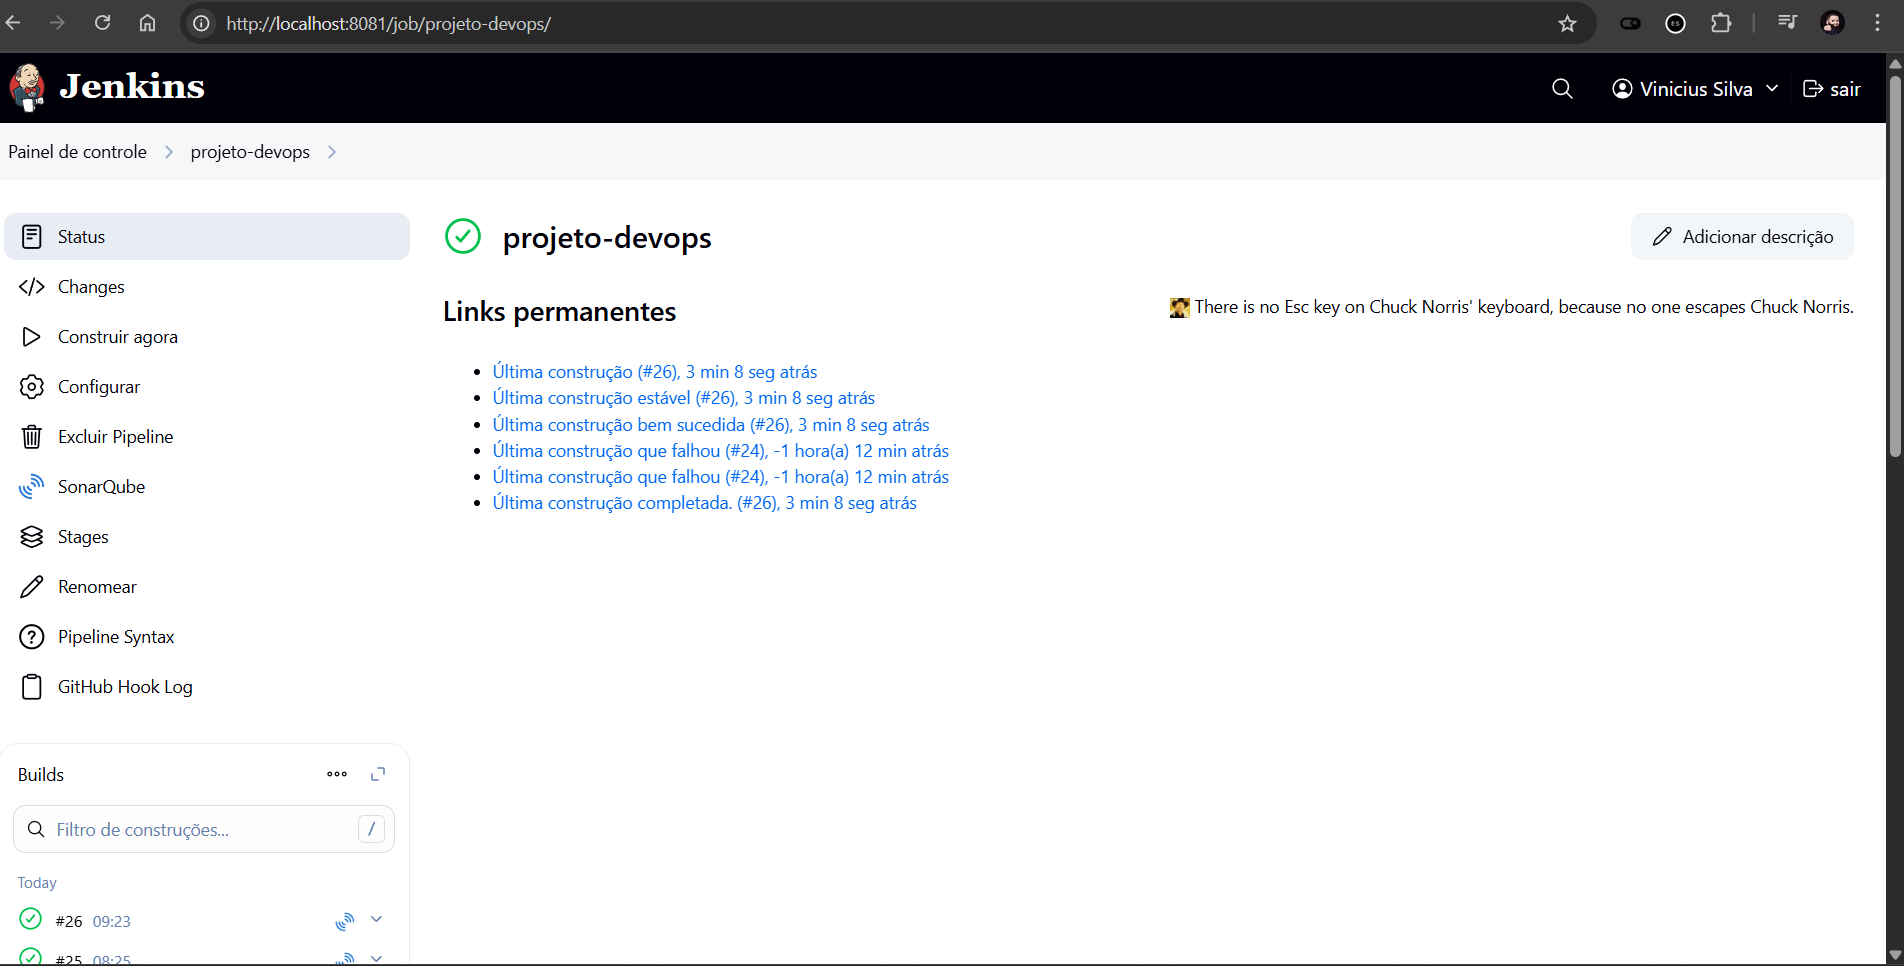 http://localhost:8081/job/projeto-devops/
ES
Jenkins
Vinicius Silva
sair
Painel de controle
projeto-devops
Status
Changes
Construir agora
Configurar
Excluir Pipeline
SonarQube
Stages
Renomear
Pipeline Syntax
GitHub Hook Log
Builds
Filtro de construções...
/
Today
#26 09:23
#25 08:25
projeto-devops
Adicionar descrição
Links permanentes
Última construção (#26), 3 min 8 seg atrás
Última construção estável (#26), 3 min 8 seg atrás
Última construção bem sucedida (#26), 3 min 8 seg atrás
Última construção que falhou (#24), -1 hora(a) 12 min atrás
Última construção que falhou (#24), -1 hora(a) 12 min atrás
Última construção completada. (#26), 3 min 8 seg atrás
There is no Esc key on Chuck Norris' keyboard, because no one escapes Chuck Norris.